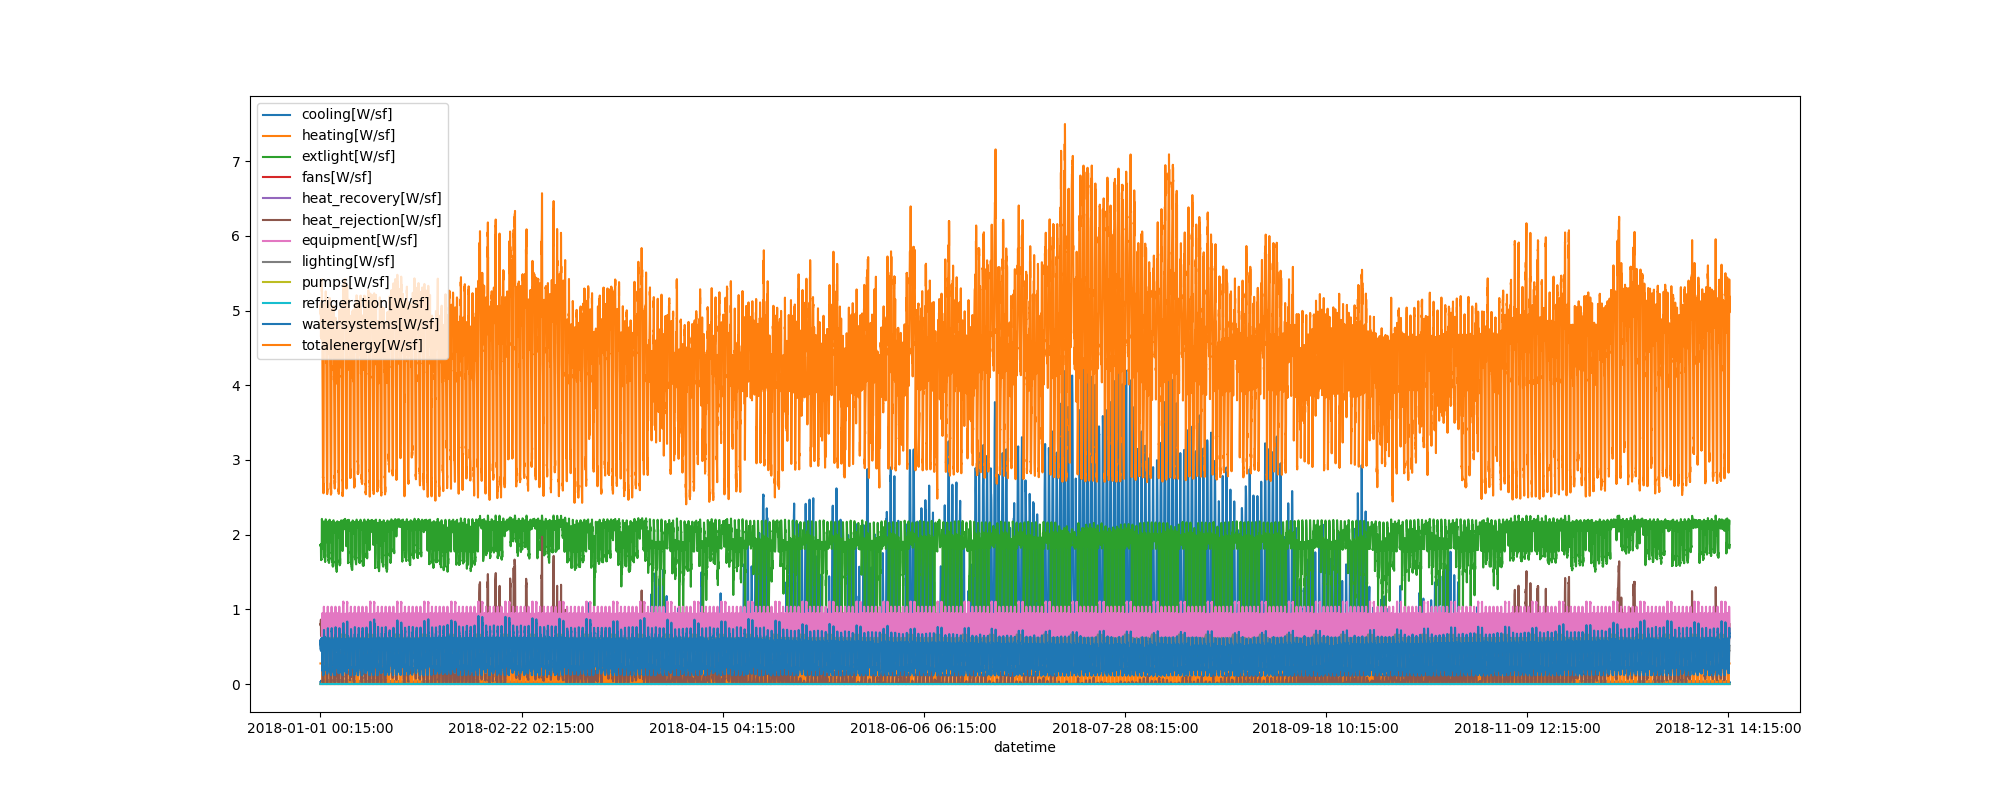 cooling[W/sf]
heating[W/sf]
extlight[W/sf]
fans[W/sf]
heat_recovery[W/sf]
heat_rejection[W/sf]
equipment[W/sf]
lighting[W/sf]
pumps[W/sf]
refrigeration[W/sf]
watersystems[W/sf]
totalenergy[W/sf]
7
6
5
4
3
2
1
0
2018-01-01 00:15:00 2018-02-22 02:15:00 2018-04-15 04:15:00 2018-06-06 06:15:00 2018-07-28 08:15:00 2018-09-18 10:15:00 2018-11-09 12:15:00 2018-12-31 14:15:00
datetime